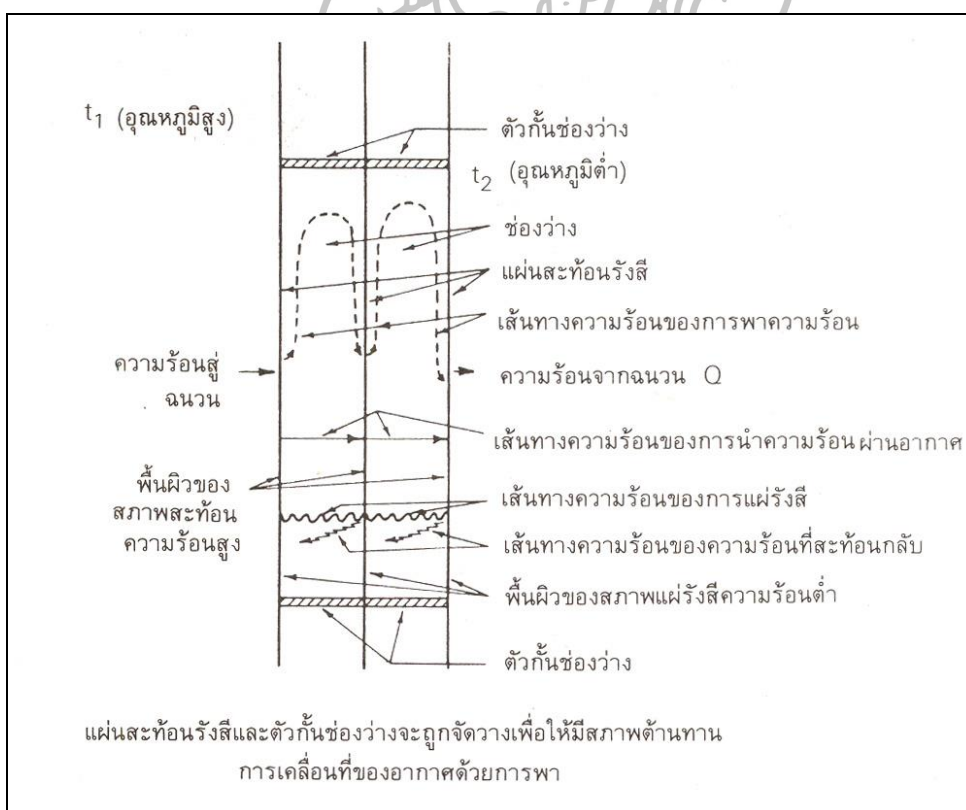 t1 (อุณหภูมิสูง)
ตัวกั้นช่องว่าง
t2 (อุณหภูมิต่ำ)
ช่องว่าง
แผ่นสะท้อนรังสี
เส้นทางความร้อนของการพาความร้อน
ความร้อนสู่
ฉนวน
ความร้อนจากฉนวน Q
เส้นทางความร้อนของการนำความร้อน ผ่านอากาศ
พื้นผิวของ
สภาพสะท้อน
ความร้อนสูง
เส้นทางความร้อนของการแผ่รังสี
เส้นทางความร้อนของความร้อนที่สะท้อนกลับ
พื้นผิวของสภาพแผ่รังสีความร้อนต่ำ
ตัวกั้นช่องว่าง
แผ่นสะท้อนรังสีและตัวกั้นช่องว่างจะถูกจัดวางเพื่อให้มีสภาพต้านทาน
การเคลื่อนที่ของอากาศด้วยการพา